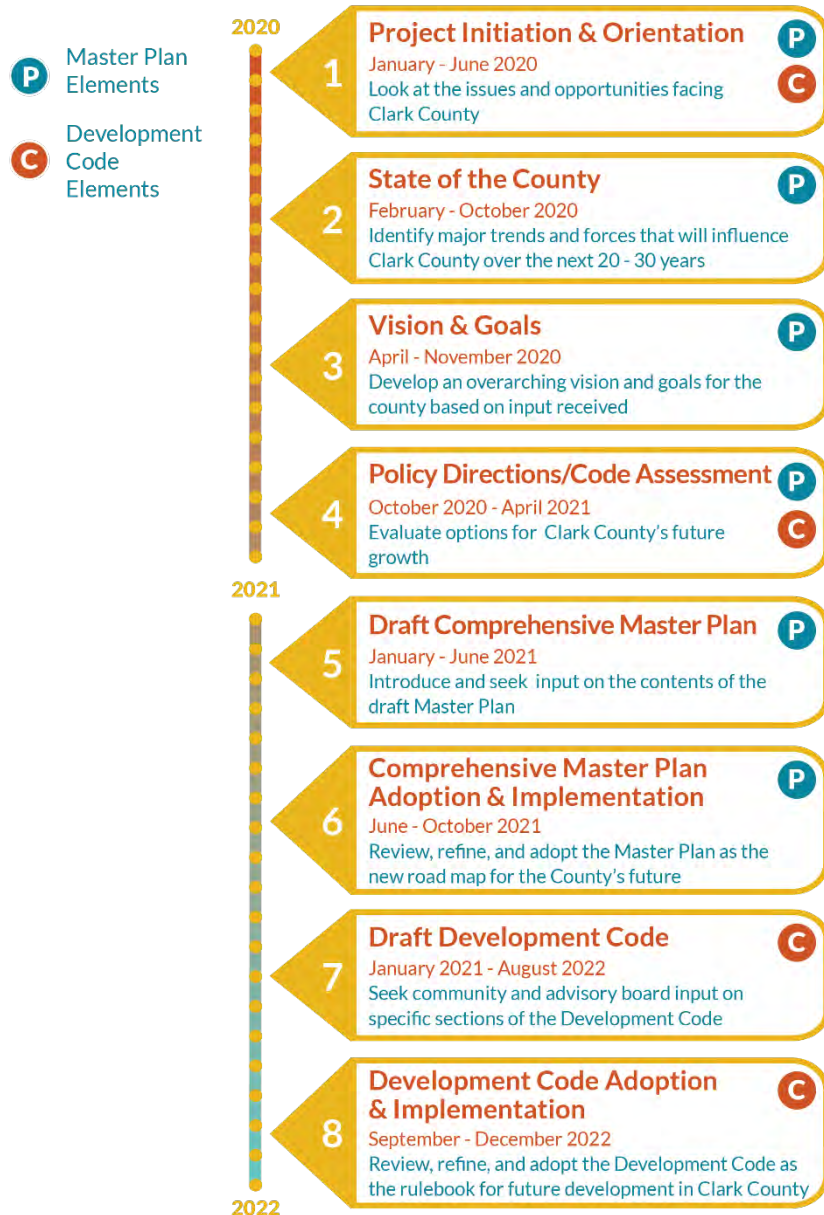 P
Master Plan
Elements
C
Development
Code
Elements
2020
1
Project Initiation & Orientation
January - June 2020
Look at the issues and opportunities facing
Clark County
P
C
2
State of the County
February - October 2020
Identify major trends and forces that will influence
Clark County over the next 20 - 30 years
P
3
Vision & Goals
April - November 2020
Develop an overarching vision and goals for the
county based on input received
P
4
Policy Directions/Code Assessment
October 2020 - April 2021
Evaluate options for Clark County's future
growth
P
C
2021
5
Draft Comprehensive Master Plan
January - June 2021
Introduce and seek input on the contents of the
draft Master Plan
P
6
Comprehensive Master Plan
Adoption & Implementation
June - October 2021
Review, refine, and adopt the Master Plan as the
new road map for the County's future
P
7
Draft Development Code
January 2021 - August 2022
Seek community and advisory board input on
specific sections of the Development Code
C
8
Development Code Adoption
& Implementation
September - December 2022
Review, refine, and adopt the Development Code as
the rulebook for future development in Clark County
C
2022